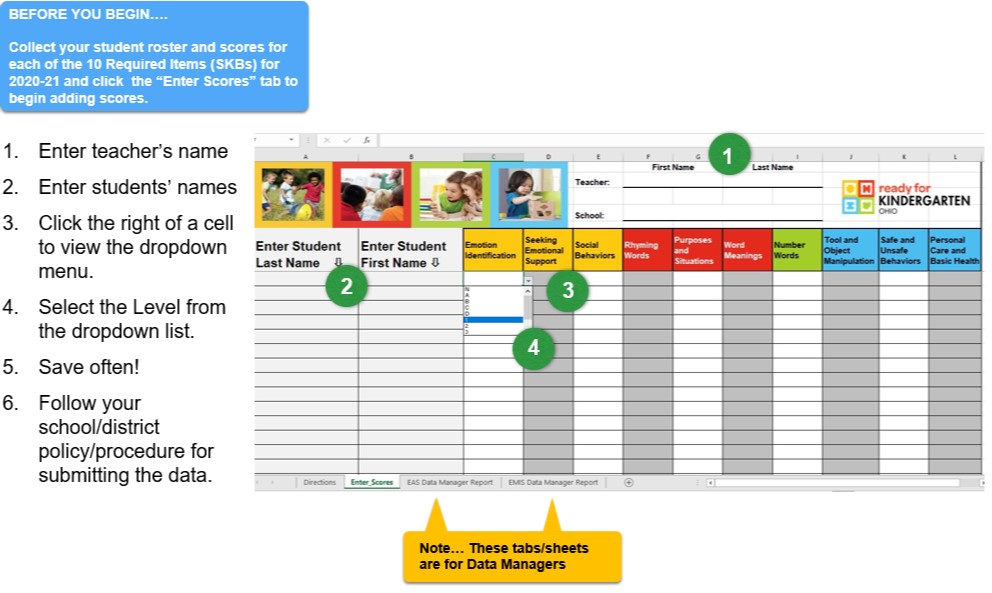 BEFORE YOU BEGIN....
Collect your student roster and scores for
each of the 10 Required Items (SKBs) for
2020-21 and click the “Enter Scores” tab to
begin adding scores.
1. Enter teacher’s name
2. Enter students’ names
3. Click the right of a cell
to view the dropdown
menu.
4. Select the Level from
the dropdown list.
5. Save often!
6. Follow your
school/district
policy/procedure for
submitting the data.
fx
A B C D E F G I J K L
1
First Name Last Name
Teacher:
School:
ready for
KINDERGARTEN
OHIO
Enter Student
Last Name ⇩
Enter Student
First Name ⇩
Emotion
Identification
Seeking
Emotional
Support
Social
Behaviors
Rhyming
Words
Purposes
and
Situations
Word
Meanings
Number
Words
Tool and
Object
Manipulation
Safe and
Unsafe
Behaviors
Personal
Care and
Basic Health
2
3
N
A
B
C
D
1
2
3
4
Directions Enter_Scores EAS Data Manager Report EMIS Data Manager Report
Note... These tabs/sheets
are for Data Managers